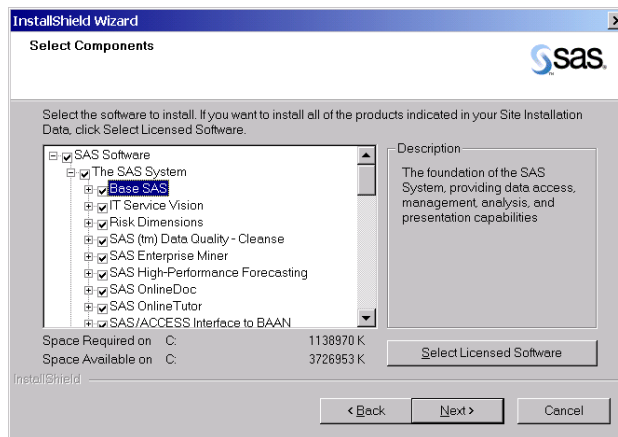 InstallShield Wizard
Select Components
sas.
Select the software to install. If you want to install all of the products indicated in your Site Installation
Data, click Select Licensed Software.
SAS Software
The SAS System
Base SAS
IT Service Vision
Risk Dimensions
SAS (tm) Data Quality - Cleanse
SAS Enterprise Miner
SAS High-Performance Forecasting
SAS OnlineDoc
SAS OnlineTutor
SAS/ACCESS Interface to BAAN
Description
The foundation of the SAS
System, providing data access,
management, analysis, and
presentation capabilities
Space Required on C: 1138970 K
Space Available on C: 3726953 K
Select Licensed Software
InstallShield
< Back
Next >
Cancel